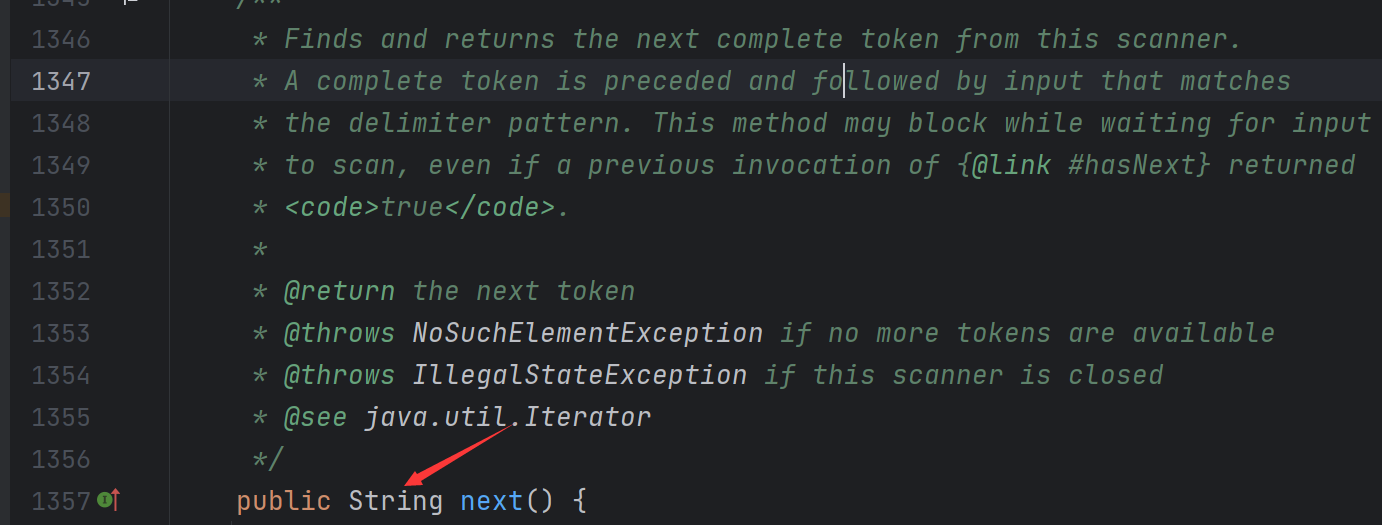 1345 /**
1346 * Finds and returns the next complete token from this scanner.
1347 * A complete token is preceded and followed by input that matches
1348 * the delimiter pattern. This method may block while waiting for input
1349 * to scan, even if a previous invocation of {@link #hasNext} returned
1350 * <code>true</code>.
1351 *
1352 * @return the next token
1353 * @throws NoSuchElementException if no more tokens are available
1354 * @throws IllegalStateException if this scanner is closed
1355 * @see java.util.Iterator
1356 */
1357 I public String next() {